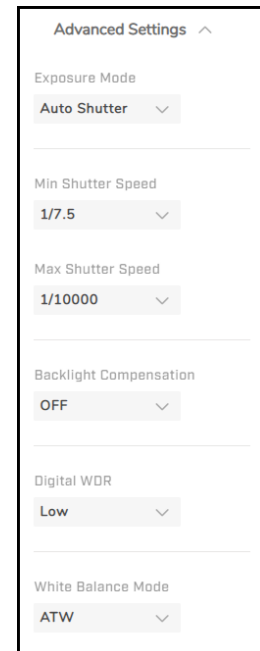 Advanced Settings
Exposure Mode
Auto Shutter
Min Shutter Speed
1/7.5
Max Shutter Speed
1/10000
Backlight Compensation
OFF
Digital WDR
Low
White Balance Mode
ATW